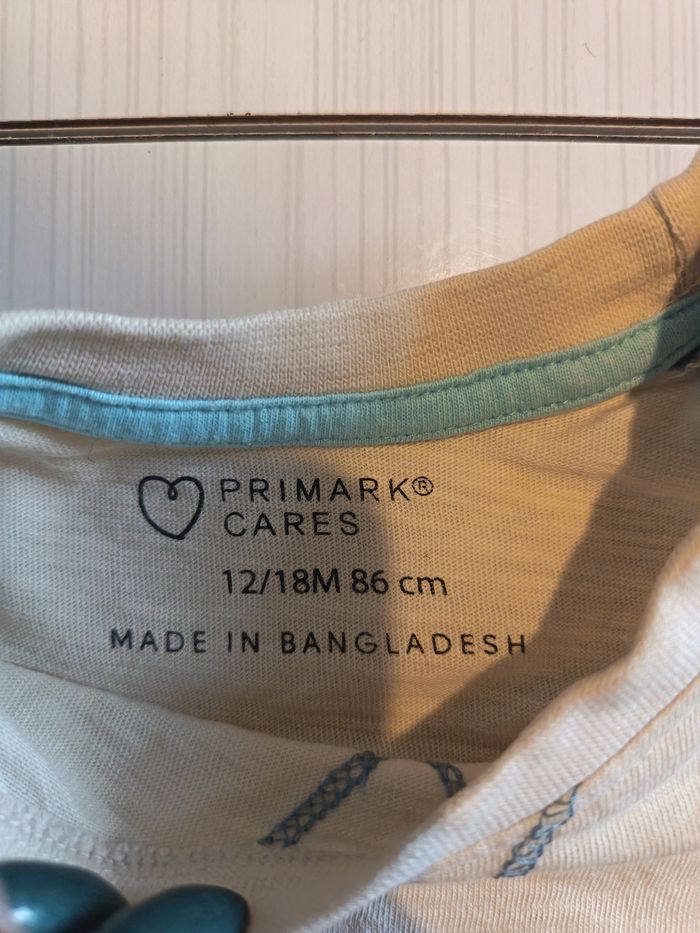 PRIMARK®
CARES
12/18M 86 cm
MADE IN BANGLADESH